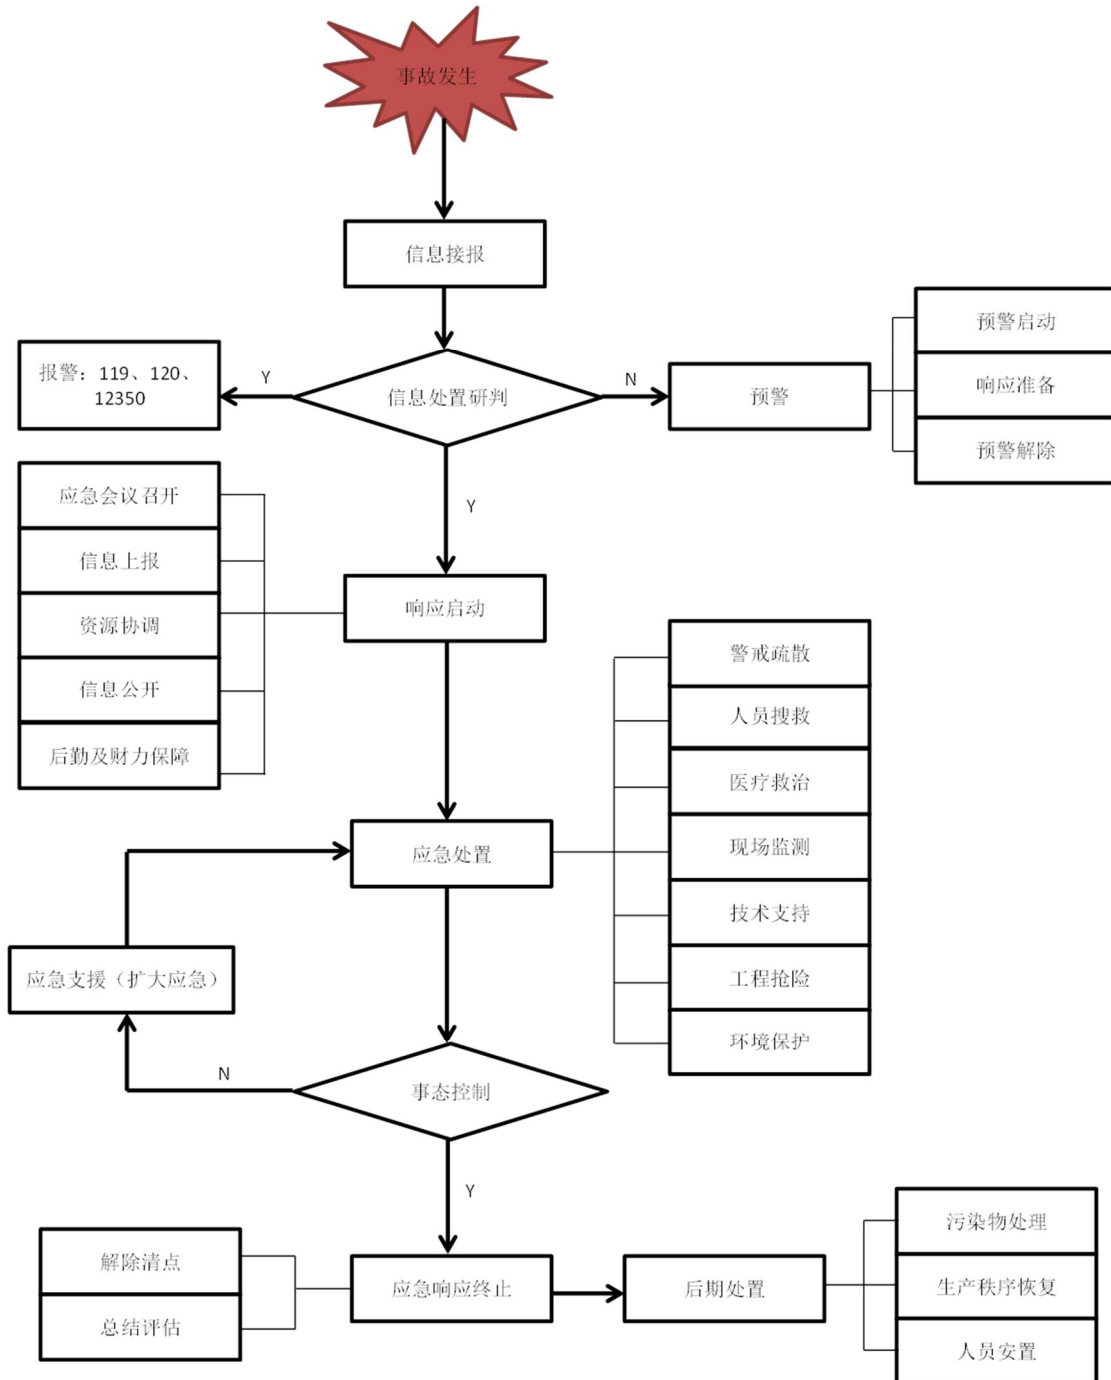 事故发生
信息接报
报警：119、120、
12350
Y
信息处置研判
N
预警
预警启动
响应准备
预警解除
Y
应急会议召开
信息上报
资源协调
信息公开
后勤及财力保障
响应启动
警戒疏散
人员搜救
医疗救治
现场监测
技术支持
工程抢险
环境保护
应急处置
应急支援（扩大应急）
N
事态控制
Y
解除清点
总结评估
应急响应终止
后期处置
污染物处理
生产秩序恢复
人员安置